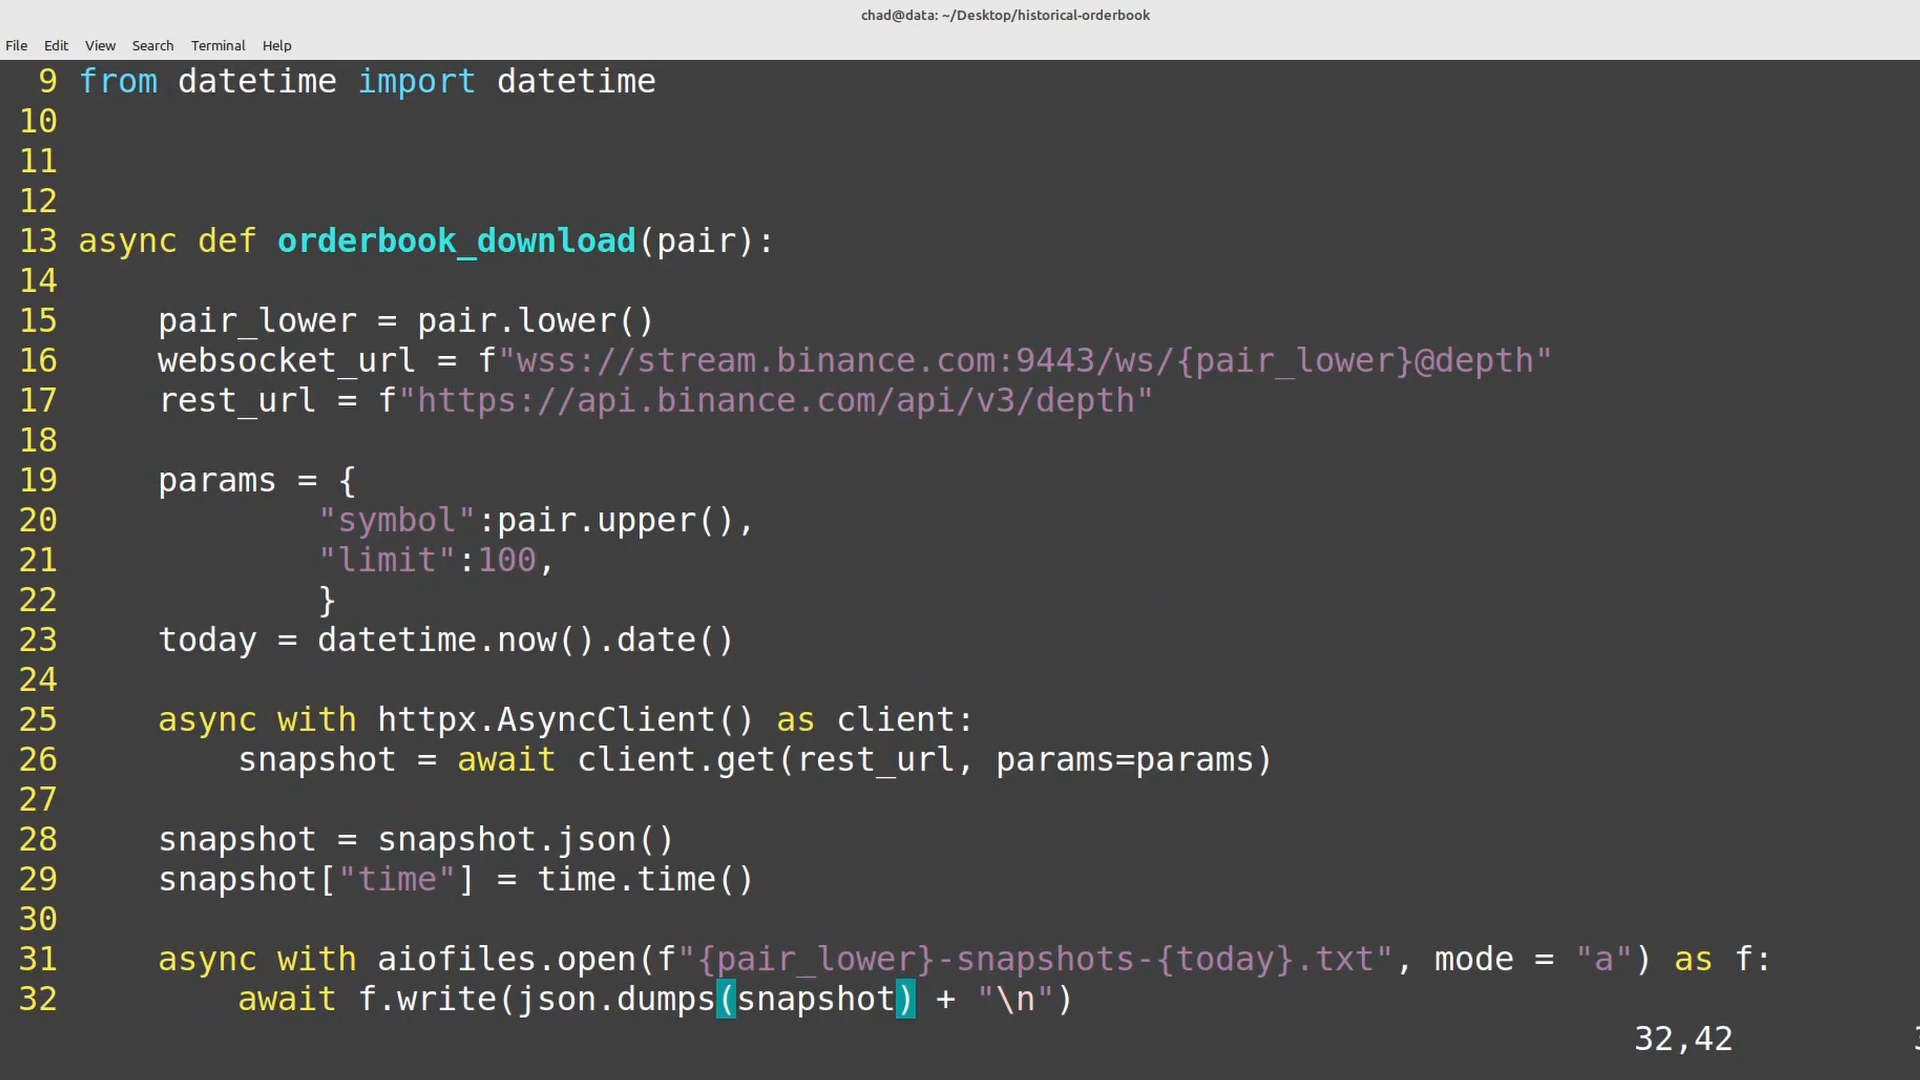 chad@data: ~/Desktop/historical-orderbook
File Edit View Search Terminal Help
9 from datetime import datetime
10
11
12
13 async def orderbook_download(pair):
14
15     pair_lower = pair.lower()
16     websocket_url = f"wss://stream.binance.com:9443/ws/{pair_lower}@depth"
17     rest_url = f"https://api.binance.com/api/v3/depth"
18
19     params = {
20             "symbol":pair.upper(),
21             "limit":100,
22             }
23     today = datetime.now().date()
24
25     async with httpx.AsyncClient() as client:
26         snapshot = await client.get(rest_url, params=params)
27
28     snapshot = snapshot.json()
29     snapshot["time"] = time.time()
30
31     async with aiofiles.open(f"{pair_lower}-snapshots-{today}.txt", mode = "a") as f:
32         await f.write(json.dumps(snapshot) + "\n")
32,42